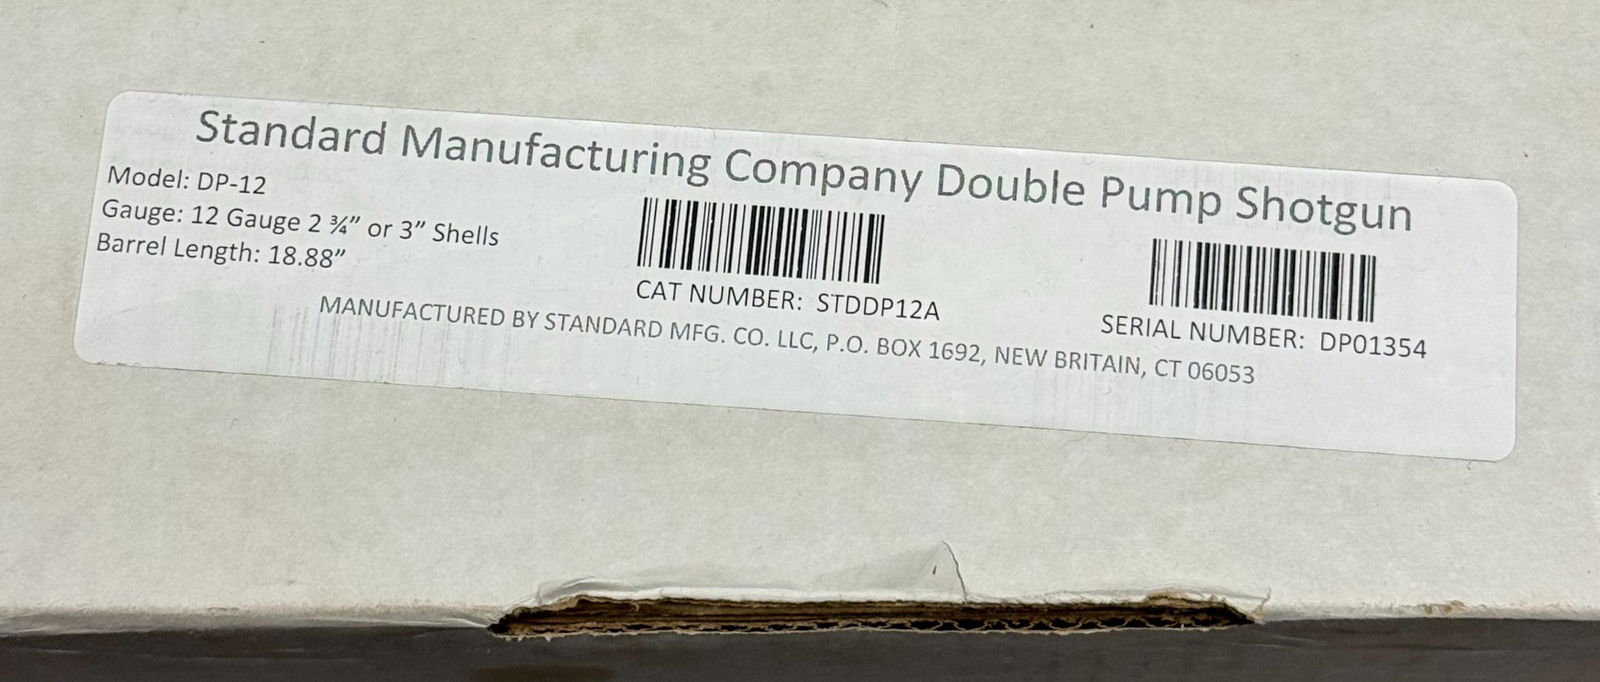 Standard Manufacturing Company Double Pump Shotgun
Model: DP-12
Gauge: 12 Gauge 2 ¾” or 3” Shells
Barrel Length: 18.88”
CAT NUMBER: STDDP12A
SERIAL NUMBER: DP01354
MANUFACTURED BY STANDARD MFG. CO. LLC, P.O. BOX 1692, NEW BRITAIN, CT 06053